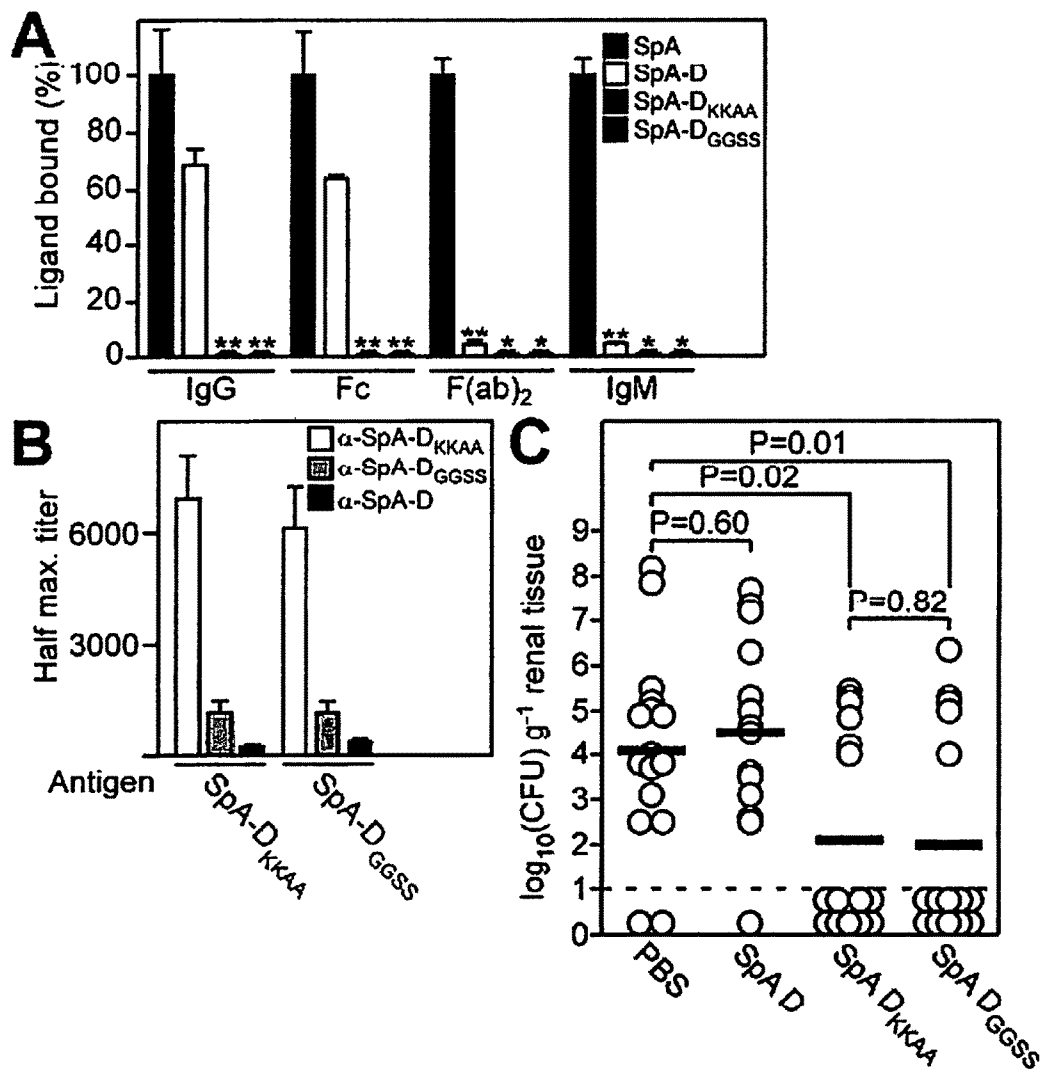 A
Ligand bound (%)
100
80
60
40
20
0
SpA
SpA-D
SpA-DKKAA
SpA-DGGSS
** **
** **
** * *
** * *
IgG Fc F(ab)2 IgM
B
Half max. titer
6000
3000
α-SpA-DKKAA
α-SpA-DGGSS
α-SpA-D
Antigen
SpA-DKKAA
SpA-DGGSS
C
log10(CFU) g-1 renal tissue
9
8
7
6
5
4
3
2
1
0
P=0.01
P=0.02
P=0.60
P=0.82
PBS
SpA D
SpA DKKAA
SpA DGGSS